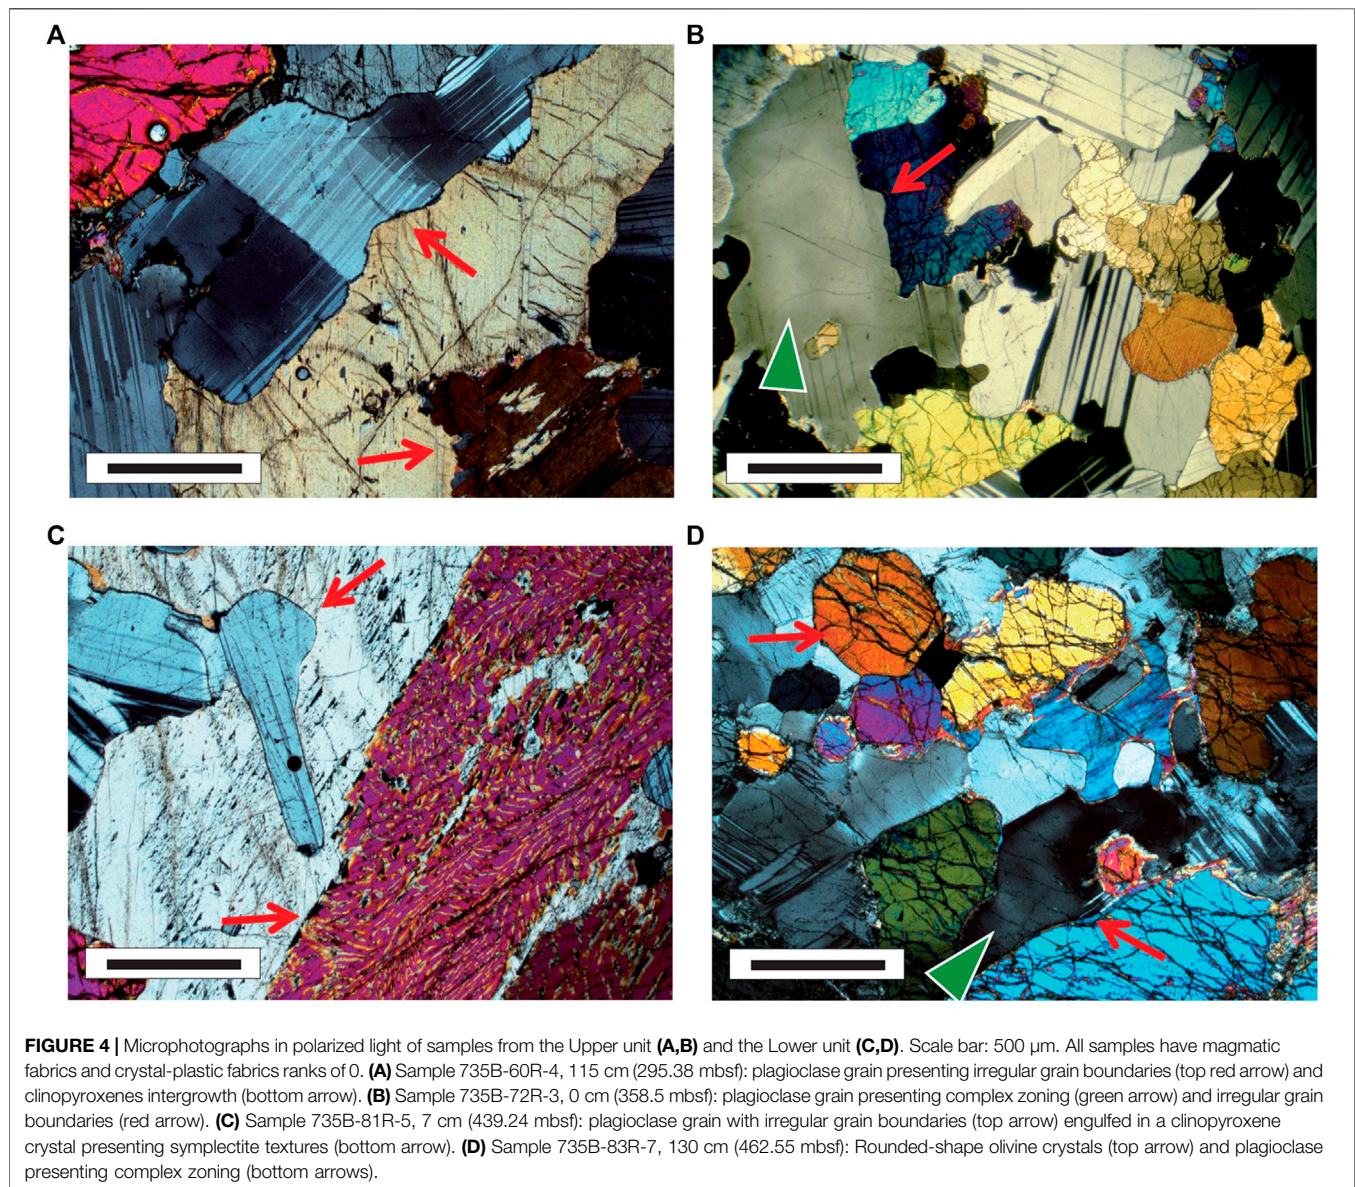 A
B
C
D
FIGURE 4 | Microphotographs in polarized light of samples from the Upper unit (A,B) and the Lower unit (C,D). Scale bar: 500 µm. All samples have magmatic
fabrics and crystal-plastic fabrics ranks of 0. (A) Sample 735B-60R-4, 115 cm (295.38 mbsf): plagioclase grain presenting irregular grain boundaries (top red arrow) and
clinopyroxenes intergrowth (bottom arrow). (B) Sample 735B-72R-3, 0 cm (358.5 mbsf): plagioclase grain presenting complex zoning (green arrow) and irregular grain
boundaries (red arrow). (C) Sample 735B-81R-5, 7 cm (439.24 mbsf): plagioclase grain with irregular grain boundaries (top arrow) engulfed in a clinopyroxene
crystal presenting symplectite textures (bottom arrow). (D) Sample 735B-83R-7, 130 cm (462.55 mbsf): Rounded-shape olivine crystals (top arrow) and plagioclase
presenting complex zoning (bottom arrows).